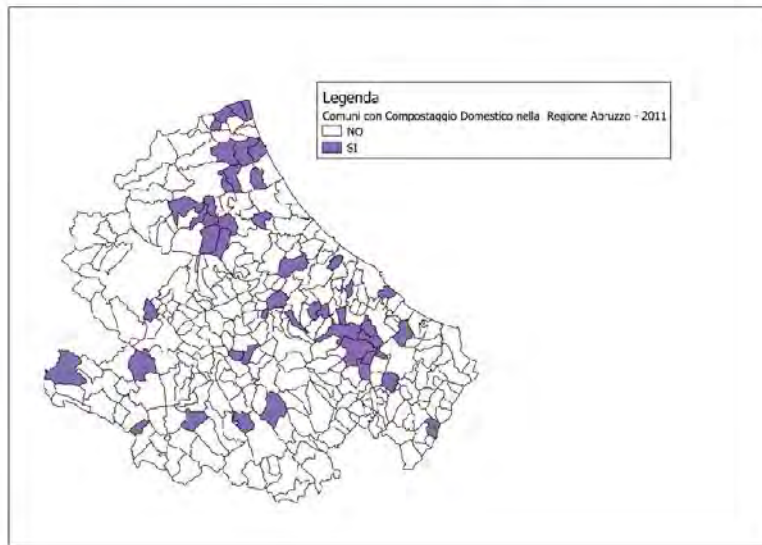 Legenda
Comuni con Compostaggio Domestico nella Regione Abruzzo - 2011
NO
SI